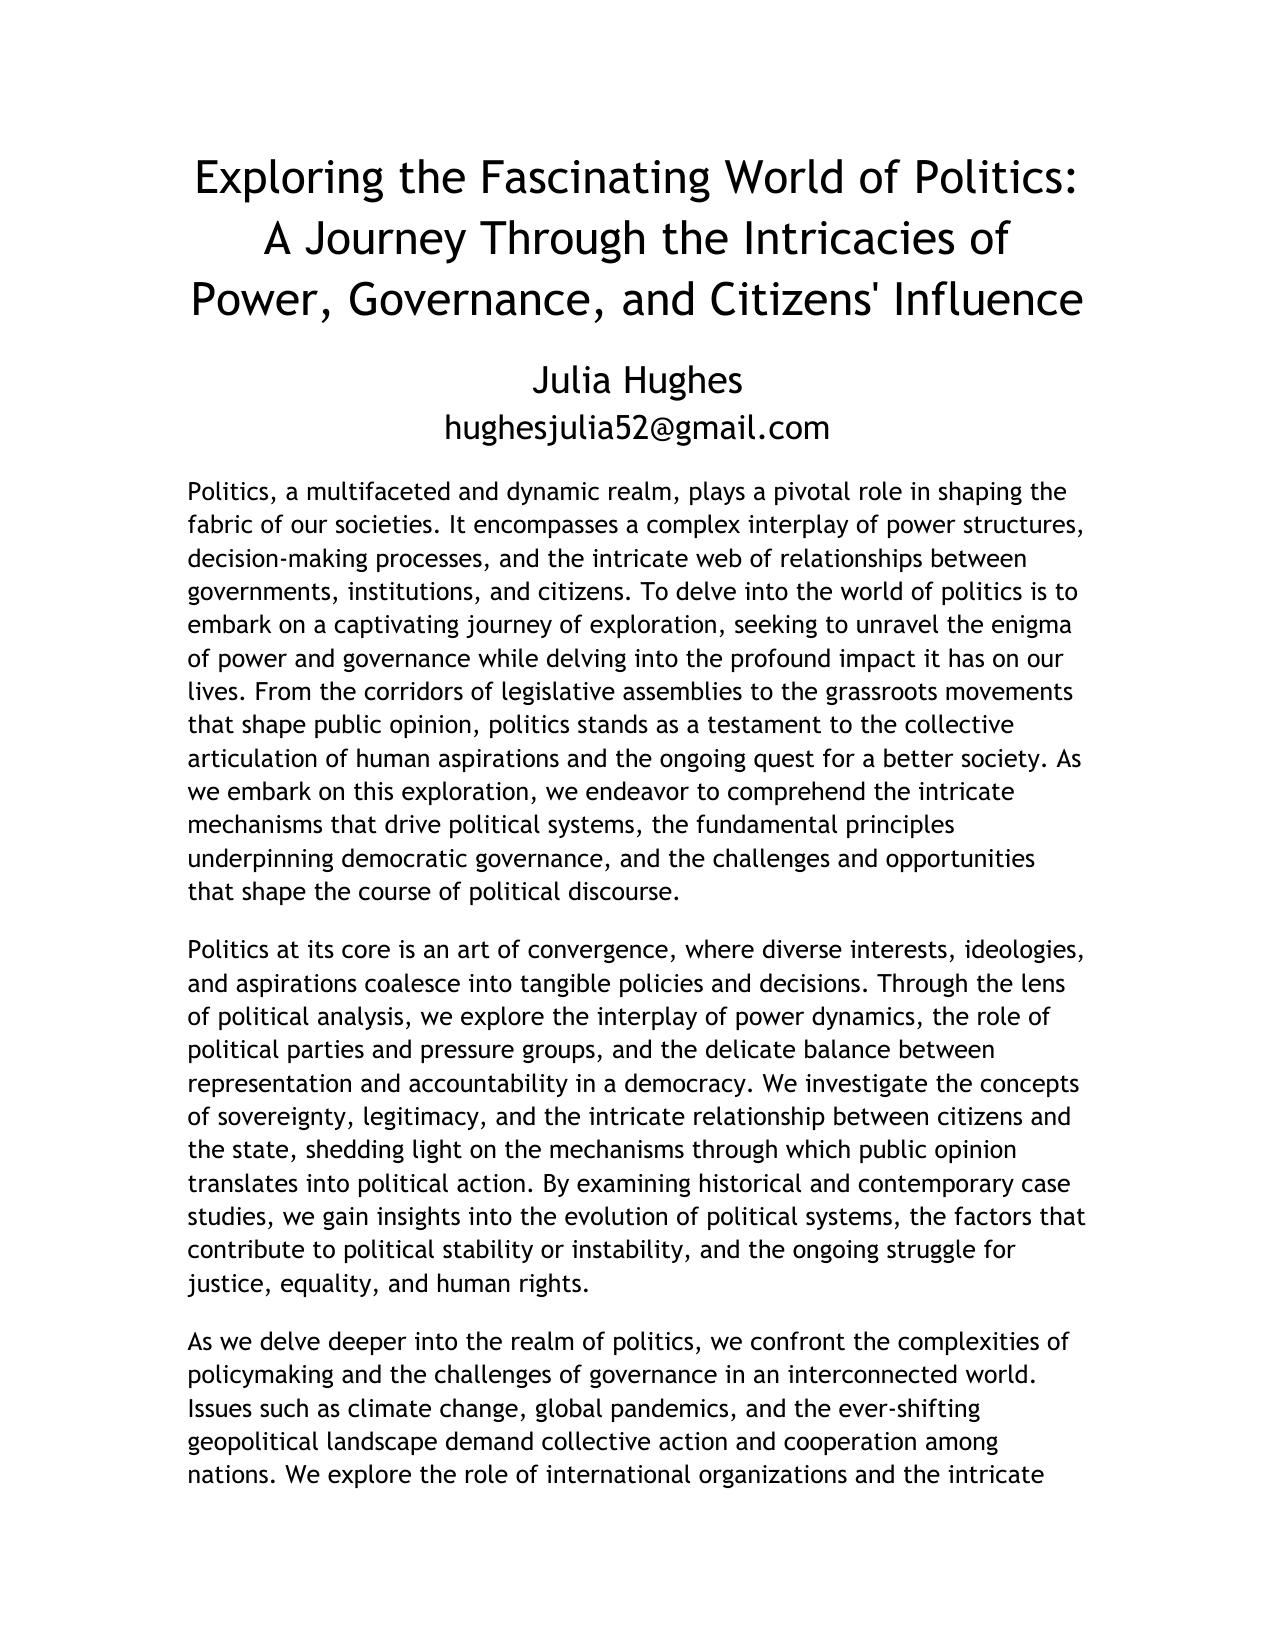 Exploring the Fascinating World of Politics:
A Journey Through the Intricacies of
Power, Governance, and Citizens' Influence
Julia Hughes
hughesjulia52@gmail.com
Politics, a multifaceted and dynamic realm, plays a pivotal role in shaping the
fabric of our societies. It encompasses a complex interplay of power structures,
decision-making processes, and the intricate web of relationships between
governments, institutions, and citizens. To delve into the world of politics is to
embark on a captivating journey of exploration, seeking to unravel the enigma
of power and governance while delving into the profound impact it has on our
lives. From the corridors of legislative assemblies to the grassroots movements
that shape public opinion, politics stands as a testament to the collective
articulation of human aspirations and the ongoing quest for a better society. As
we embark on this exploration, we endeavor to comprehend the intricate
mechanisms that drive political systems, the fundamental principles
underpinning democratic governance, and the challenges and opportunities
that shape the course of political discourse.
Politics at its core is an art of convergence, where diverse interests, ideologies,
and aspirations coalesce into tangible policies and decisions. Through the lens
of political analysis, we explore the interplay of power dynamics, the role of
political parties and pressure groups, and the delicate balance between
representation and accountability in a democracy. We investigate the concepts
of sovereignty, legitimacy, and the intricate relationship between citizens and
the state, shedding light on the mechanisms through which public opinion
translates into political action. By examining historical and contemporary case
studies, we gain insights into the evolution of political systems, the factors that
contribute to political stability or instability, and the ongoing struggle for
justice, equality, and human rights.
As we delve deeper into the realm of politics, we confront the complexities of
policymaking and the challenges of governance in an interconnected world.
Issues such as climate change, global pandemics, and the ever-shifting
geopolitical landscape demand collective action and cooperation among
nations. We explore the role of international organizations and the intricate